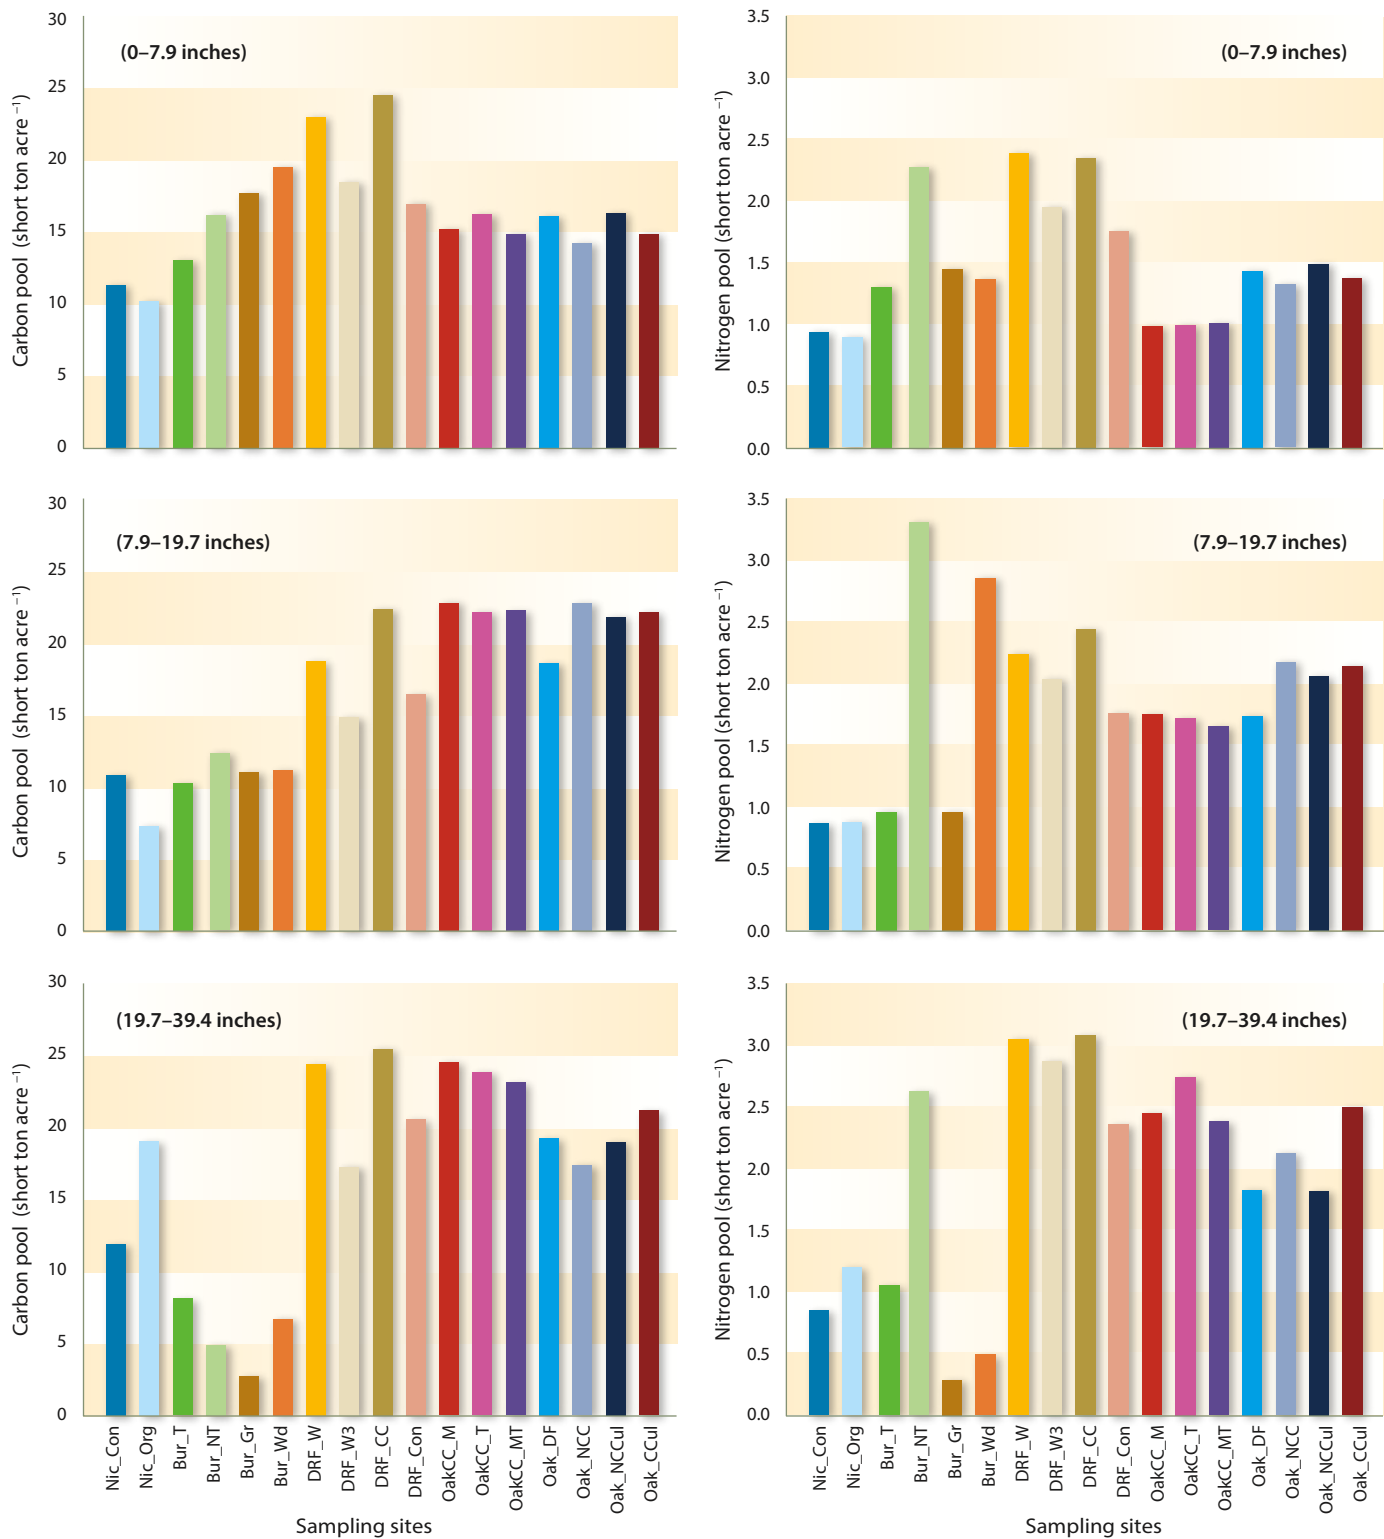 30
25
20
15
10
5
0
Carbon pool (short ton acre⁻¹)
(0–7.9 inches)
3.5
3.0
2.5
2.0
1.5
1.0
0.5
0.0
Nitrogen pool (short ton acre⁻¹)
(0–7.9 inches)
30
25
20
15
10
5
0
Carbon pool (short ton acre⁻¹)
(7.9–19.7 inches)
3.5
3.0
2.5
2.0
1.5
1.0
0.5
0.0
Nitrogen pool (short ton acre⁻¹)
(7.9–19.7 inches)
30
25
20
15
10
5
0
Carbon pool (short ton acre⁻¹)
(19.7–39.4 inches)
Nic_Con
Nic_Org
Bur_T
Bur_NT
Bur_Gr
Bur_Wd
DRF_W
DRF_W3
DRF_CC
DRF_Con
OakCC_M
OakCC_T
OakCC_MT
Oak_DF
Oak_NCC
Oak_NCCul
Oak_CCul
Sampling sites
3.5
3.0
2.5
2.0
1.5
1.0
0.5
0.0
Nitrogen pool (short ton acre⁻¹)
(19.7–39.4 inches)
Nic_Con
Nic_Org
Bur_T
Bur_NT
Bur_Gr
Bur_Wd
DRF_W
DRF_W3
DRF_CC
DRF_Con
OakCC_M
OakCC_T
OakCC_MT
Oak_DF
Oak_NCC
Oak_NCCul
Oak_CCul
Sampling sites